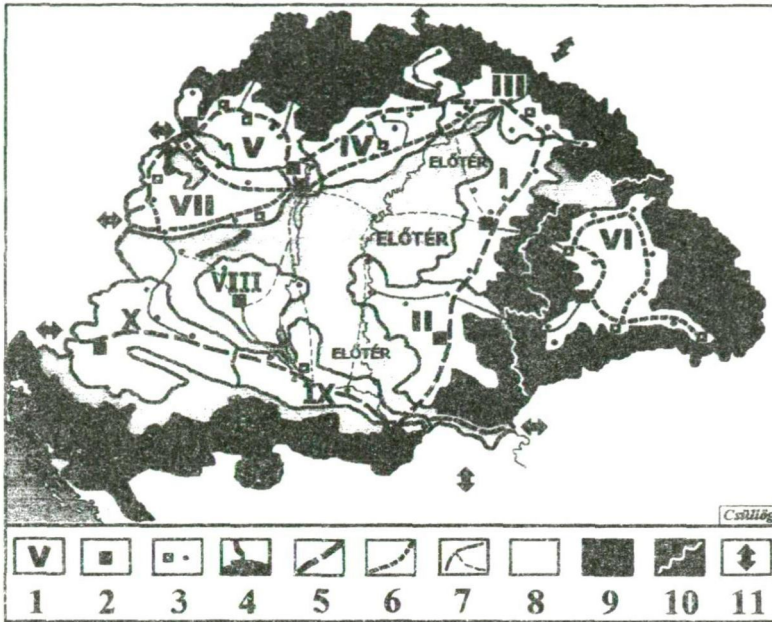 III
V
IV
ELŐTÉR
I
VII
ELŐTÉR
VI
VIII
X
II
ELŐTÉR
IX
Csüllög
V
1 2 3 4 5 6 7 8 9 10 11